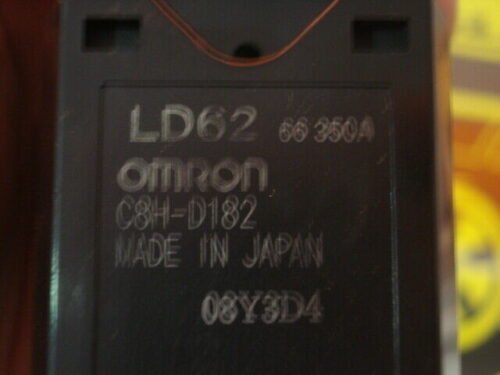 LD62 66 350A
omron
C8H-D182
MADE IN JAPAN
08Y3D4